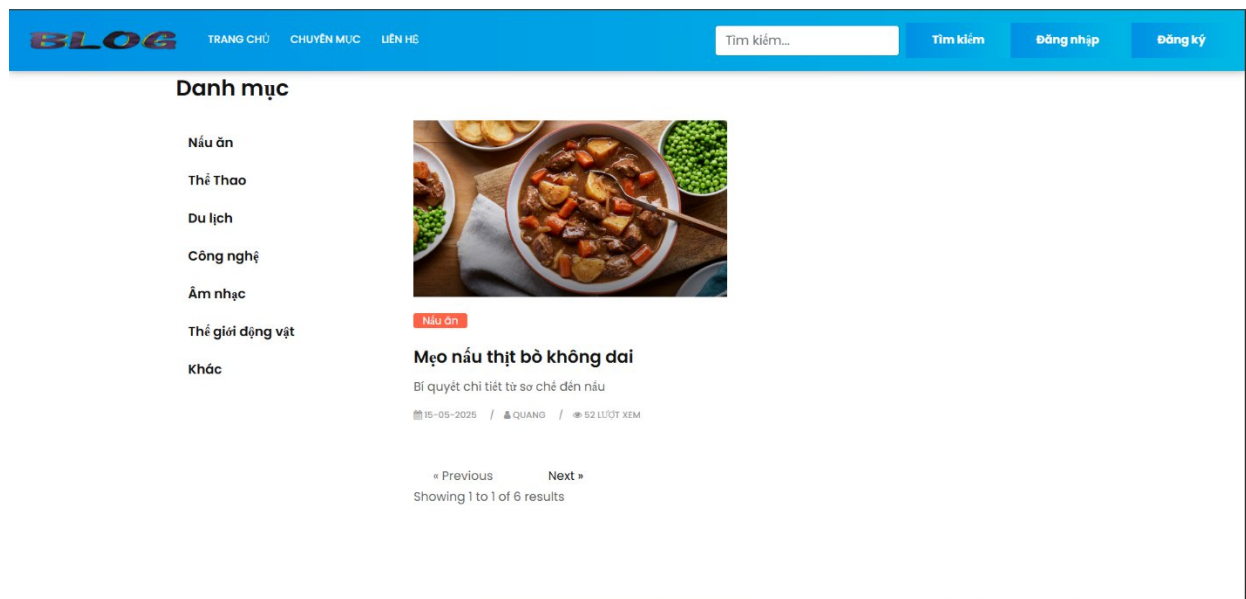 BLOG TRANG CHỦ CHUYÊN MỤC LIÊN HỆ Tìm kiếm... Tìm kiếm Đăng nhập Đăng ký
Danh mục
Nấu ăn
Thể Thao
Du lịch
Công nghệ
Âm nhạc
Thế giới động vật
Khác
Nấu ăn
Mẹo nấu thịt bò không dai
Bí quyết chi tiết từ sơ chế đến nấu
15-05-2025 / QUANG / 52 LƯỢT XEM
« Previous Next »
Showing 1 to 1 of 6 results